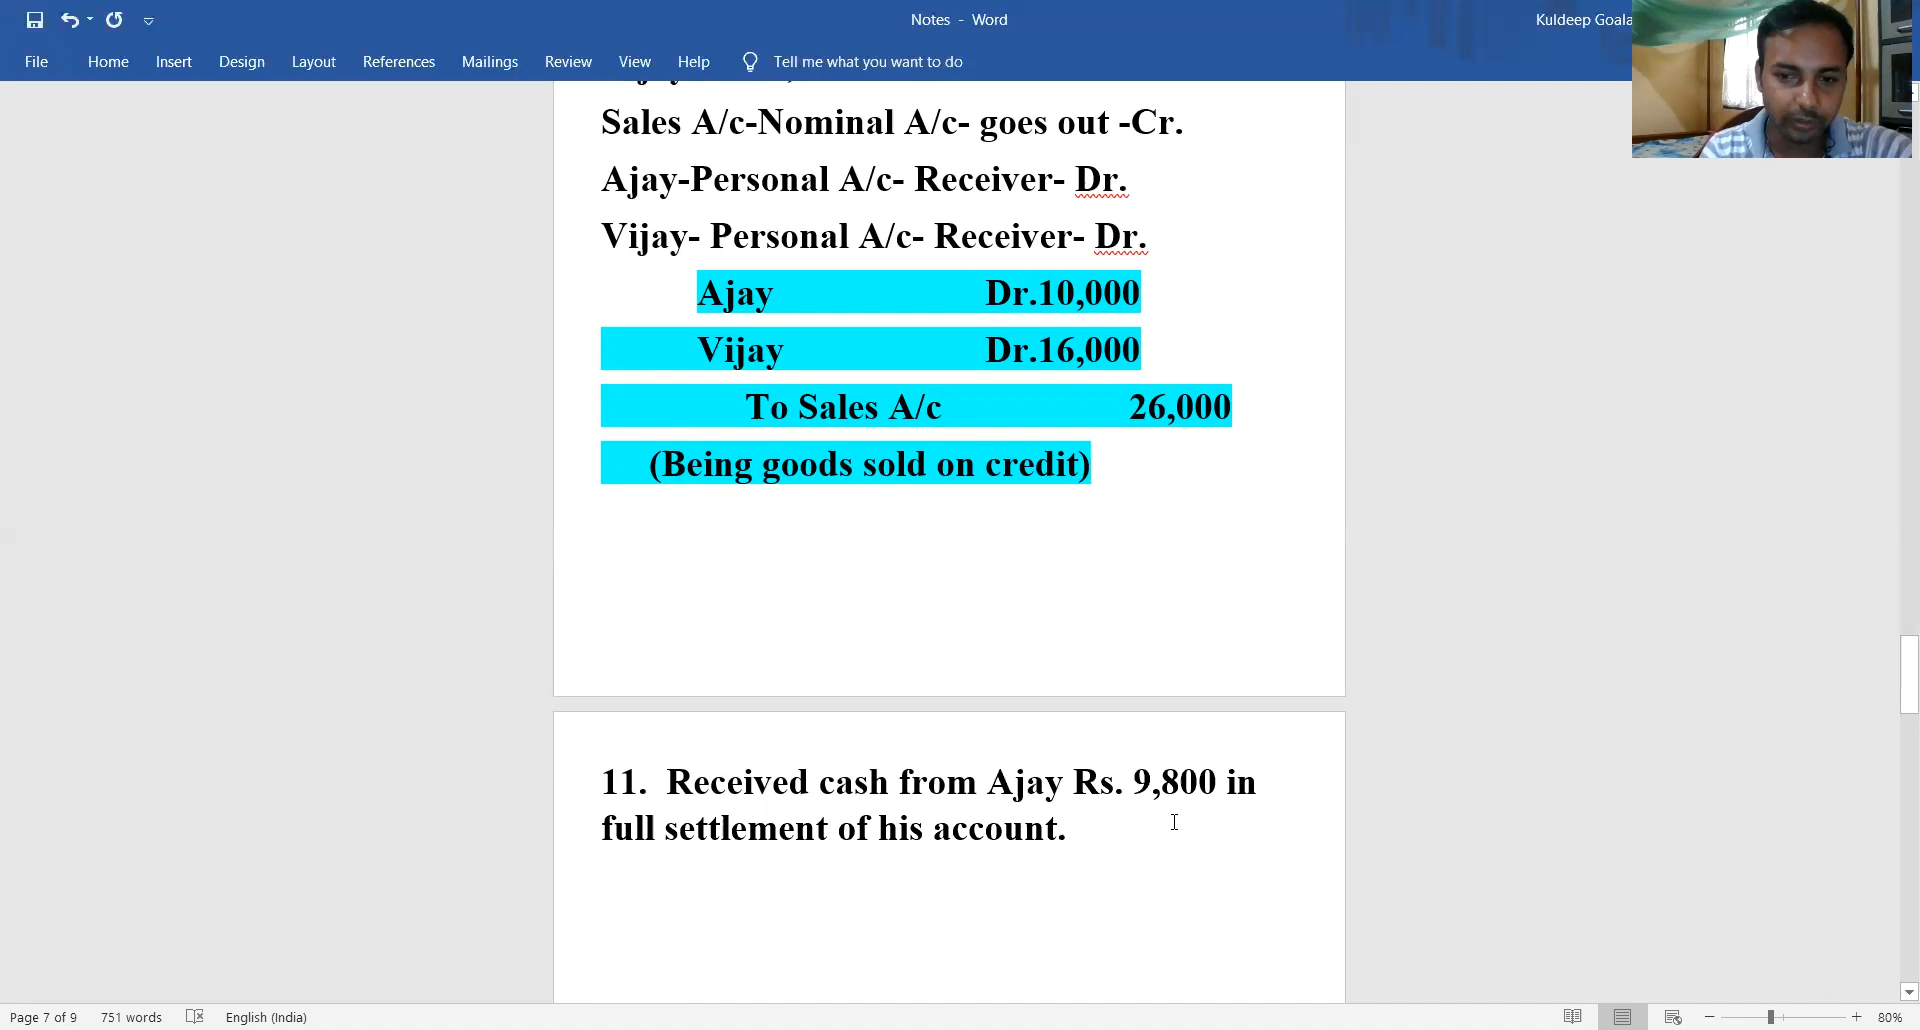 Notes - Word
Kuldeep Goala
File Home Insert Design Layout References Mailings Review View Help Tell me what you want to do
Sales A/c-Nominal A/c- goes out -Cr.
Ajay-Personal A/c- Receiver- Dr.
Vijay- Personal A/c- Receiver- Dr.
Ajay Dr.10,000
Vijay Dr.16,000
To Sales A/c 26,000
(Being goods sold on credit)
11. Received cash from Ajay Rs. 9,800 in
full settlement of his account.
Page 7 of 9 751 words English (India) 80%